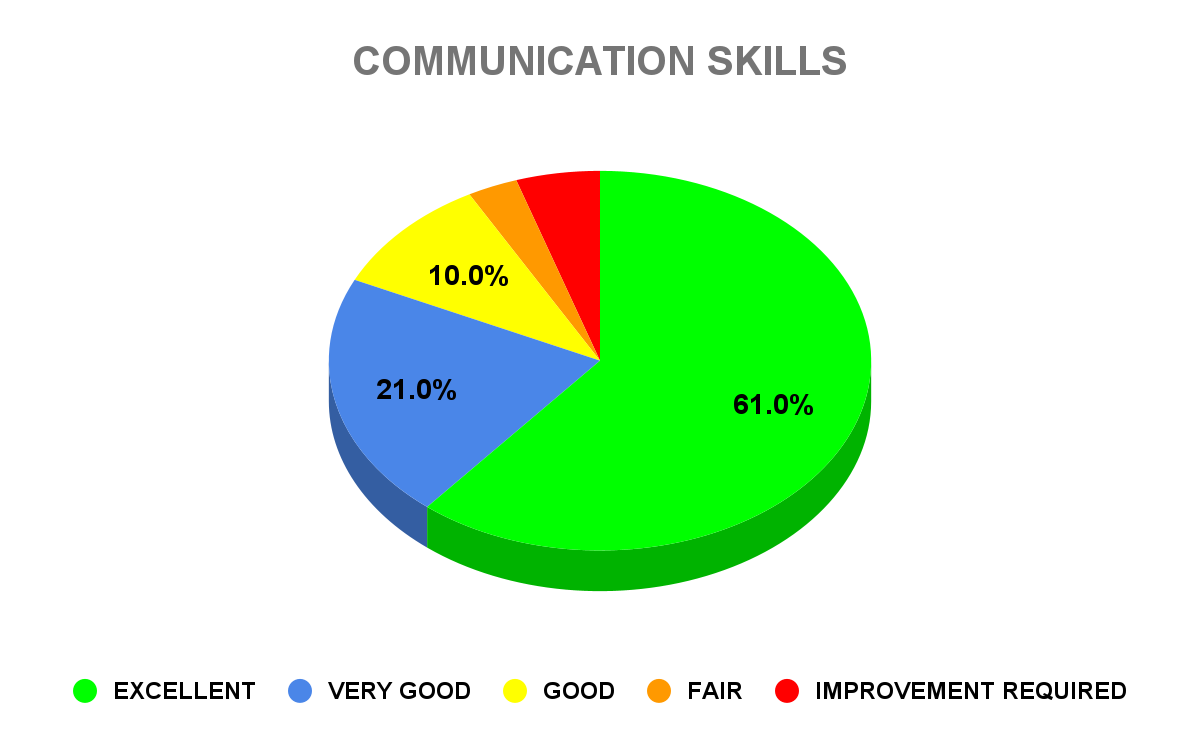 COMMUNICATION SKILLS
10.0%
21.0%
61.0%
EXCELLENT
VERY GOOD
GOOD
FAIR
IMPROVEMENT REQUIRED